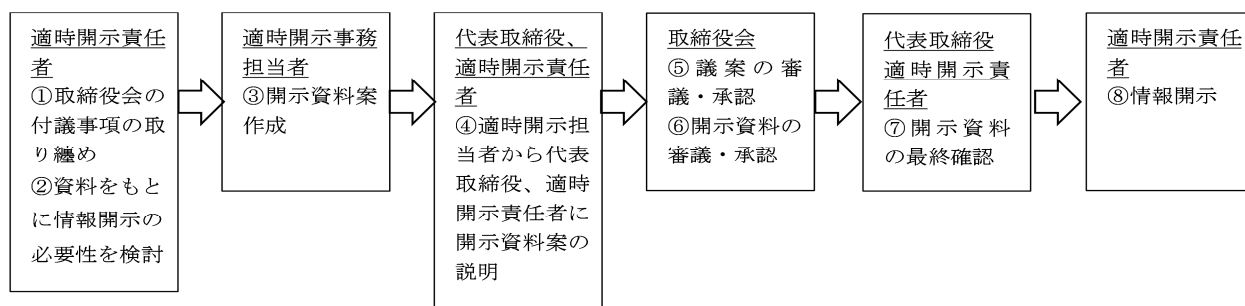 適時開示責任
者
①取締役会の
付議事項の取
り纏め
②資料をもと
に情報開示の
必要性を検討
適時開示事務
担当者
③開示資料案
作成
代表取締役、
適時開示責任
者
④適時開示担
当者から代表
取締役、適時
開示責任者に
開示資料案の
説明
取締役会
⑤議案の審
議・承認
⑥開示資料の
審議・承認
代表取締役
適時開示責
任者
⑦開示資料
の最終確認
適時開示責任
者
⑧情報開示